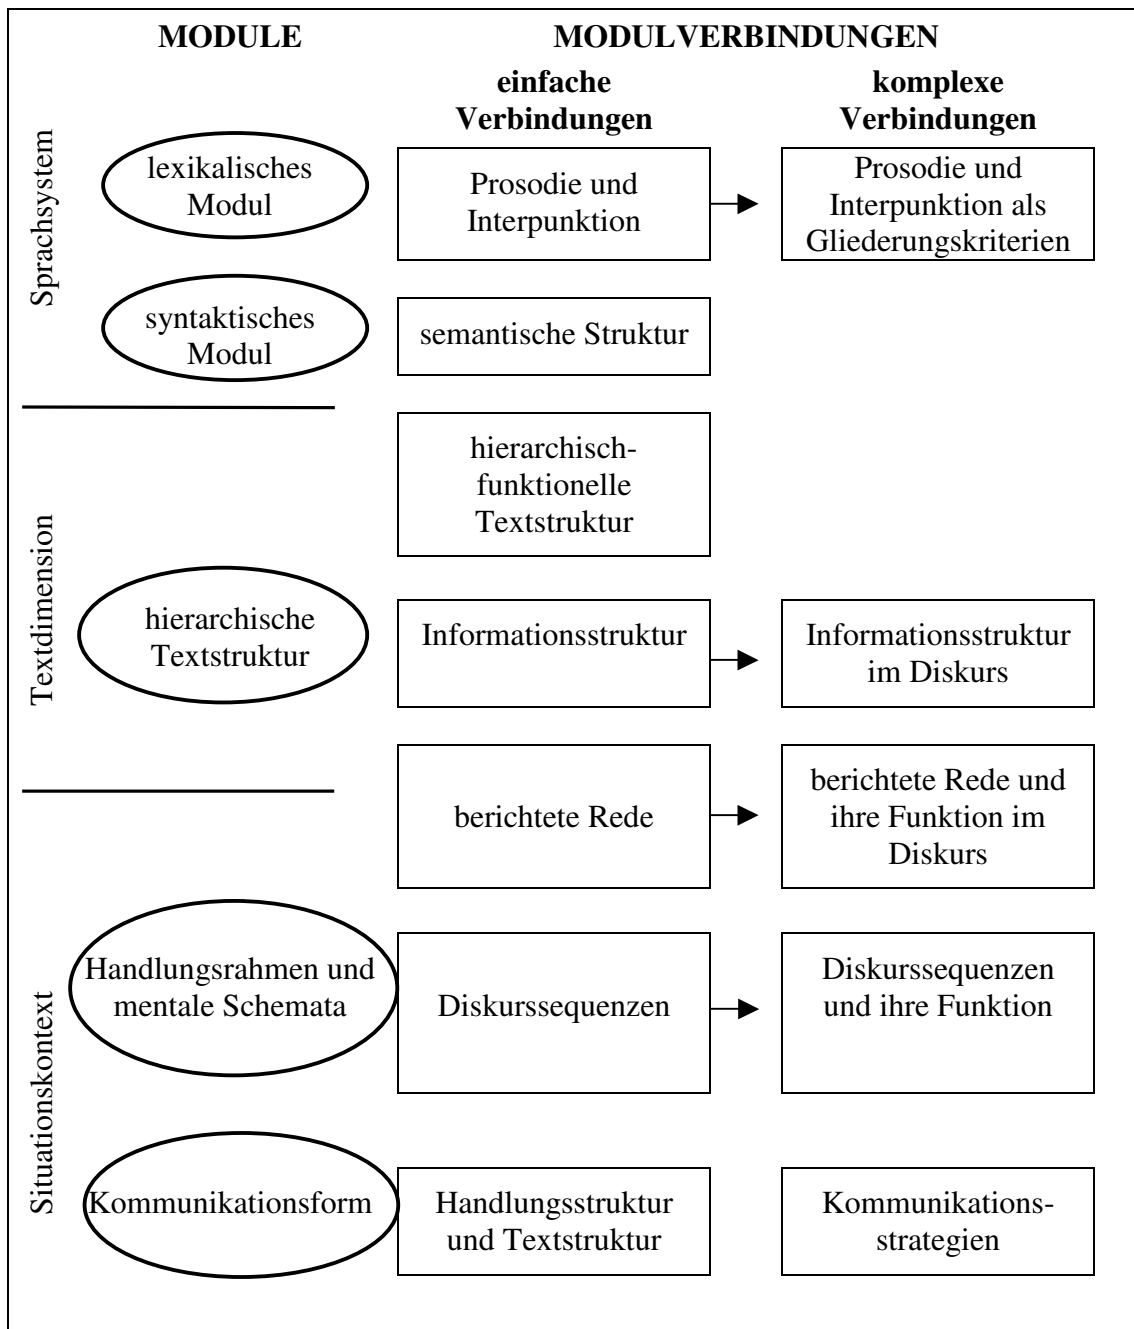 MODULE
MODULVERBINDUNGEN
einfache
Verbindungen
komplexe
Verbindungen
Sprachsystem
lexikalisches
Modul
Prosodie und
Interpunktion
Prosodie und
Interpunktion als
Gliederungskriterien
syntaktisches
Modul
semantische Struktur
Textdimension
hierarchisch-
funktionelle
Textstruktur
hierarchische
Textstruktur
Informationsstruktur
Informationsstruktur
im Diskurs
berichtete Rede
berichtete Rede und
ihre Funktion im
Diskurs
Situationskontext
Handlungsrahmen und
mentale Schemata
Diskurssequenzen
Diskurssequenzen
und ihre Funktion
Kommunikationsform
Handlungsstruktur
und Textstruktur
Kommunikations-
strategien